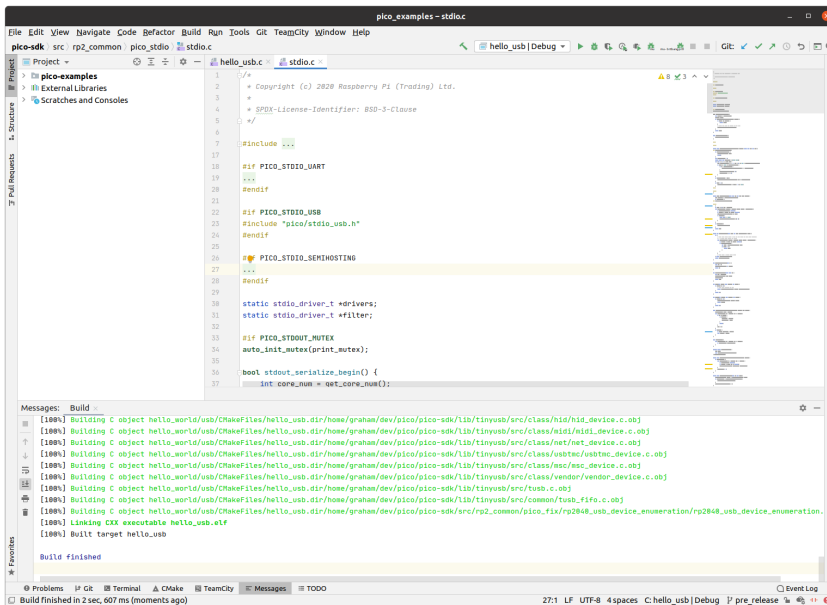 pico_examples – stdio.c
File Edit View Navigate Code Refactor Build Run Tools Git TeamCity Window Help
pico-sdk src rp2_common pico_stdio stdio.c
hello_usb | Debug
Git:
Project
hello_usb.c
stdio.c
pico-examples
External Libraries
Scratches and Consoles
Project
Structure
Pull Requests
Favorites
8 3
1 /*
2 * Copyright (c) 2020 Raspberry Pi (Trading) Ltd.
3 *
4 * SPDX-License-Identifier: BSD-3-Clause
5 */
6
7 #include ...
17
18 #if PICO_STDIO_UART
19 ...
20 #endif
21
22 #if PICO_STDIO_USB
23 #include "pico/stdio_usb.h"
24 #endif
25
26 #if PICO_STDIO_SEMIHOSTING
27 ...
28 #endif
29
30 static stdio_driver_t *drivers;
31 static stdio_driver_t *filter;
32
33 #if PICO_STDOUT_MUTEX
34 auto_init_mutex(print_mutex);
35
36 bool stdout_serialize_begin() {
37 int core_num = get_core_num();
Messages: Build
[100%] Building C object hello_world/usb/CMakeFiles/hello_usb.dir/home/graham/dev/pico/pico-sdk/lib/tinyusb/src/class/hid/hid_device.c.obj
[100%] Building C object hello_world/usb/CMakeFiles/hello_usb.dir/home/graham/dev/pico/pico-sdk/lib/tinyusb/src/class/midi/midi_device.c.obj
[100%] Building C object hello_world/usb/CMakeFiles/hello_usb.dir/home/graham/dev/pico/pico-sdk/lib/tinyusb/src/class/net/net_device.c.obj
[100%] Building C object hello_world/usb/CMakeFiles/hello_usb.dir/home/graham/dev/pico/pico-sdk/lib/tinyusb/src/class/usbtmc/usbtmc_device.c.obj
[100%] Building C object hello_world/usb/CMakeFiles/hello_usb.dir/home/graham/dev/pico/pico-sdk/lib/tinyusb/src/class/msc/msc_device.c.obj
[100%] Building C object hello_world/usb/CMakeFiles/hello_usb.dir/home/graham/dev/pico/pico-sdk/lib/tinyusb/src/class/vendor/vendor_device.c.obj
[100%] Building C object hello_world/usb/CMakeFiles/hello_usb.dir/home/graham/dev/pico/pico-sdk/lib/tinyusb/src/tusb.c.obj
[100%] Building C object hello_world/usb/CMakeFiles/hello_usb.dir/home/graham/dev/pico/pico-sdk/lib/tinyusb/src/common/tusb_fifo.c.obj
[100%] Building C object hello_world/usb/CMakeFiles/hello_usb.dir/home/graham/dev/pico/pico-sdk/src/rp2_common/pico_fix/rp2040_usb_device_enumeration/rp2040_usb_device_enumeration.
[100%] Linking CXX executable hello_usb.elf
[100%] Built target hello_usb
Build finished
Problems Git Terminal CMake TeamCity Messages TODO Event Log
Build finished in 2 sec, 607 ms (moments ago) 27:1 LF UTF-8 4 spaces C: hello_usb | Debug pre_release